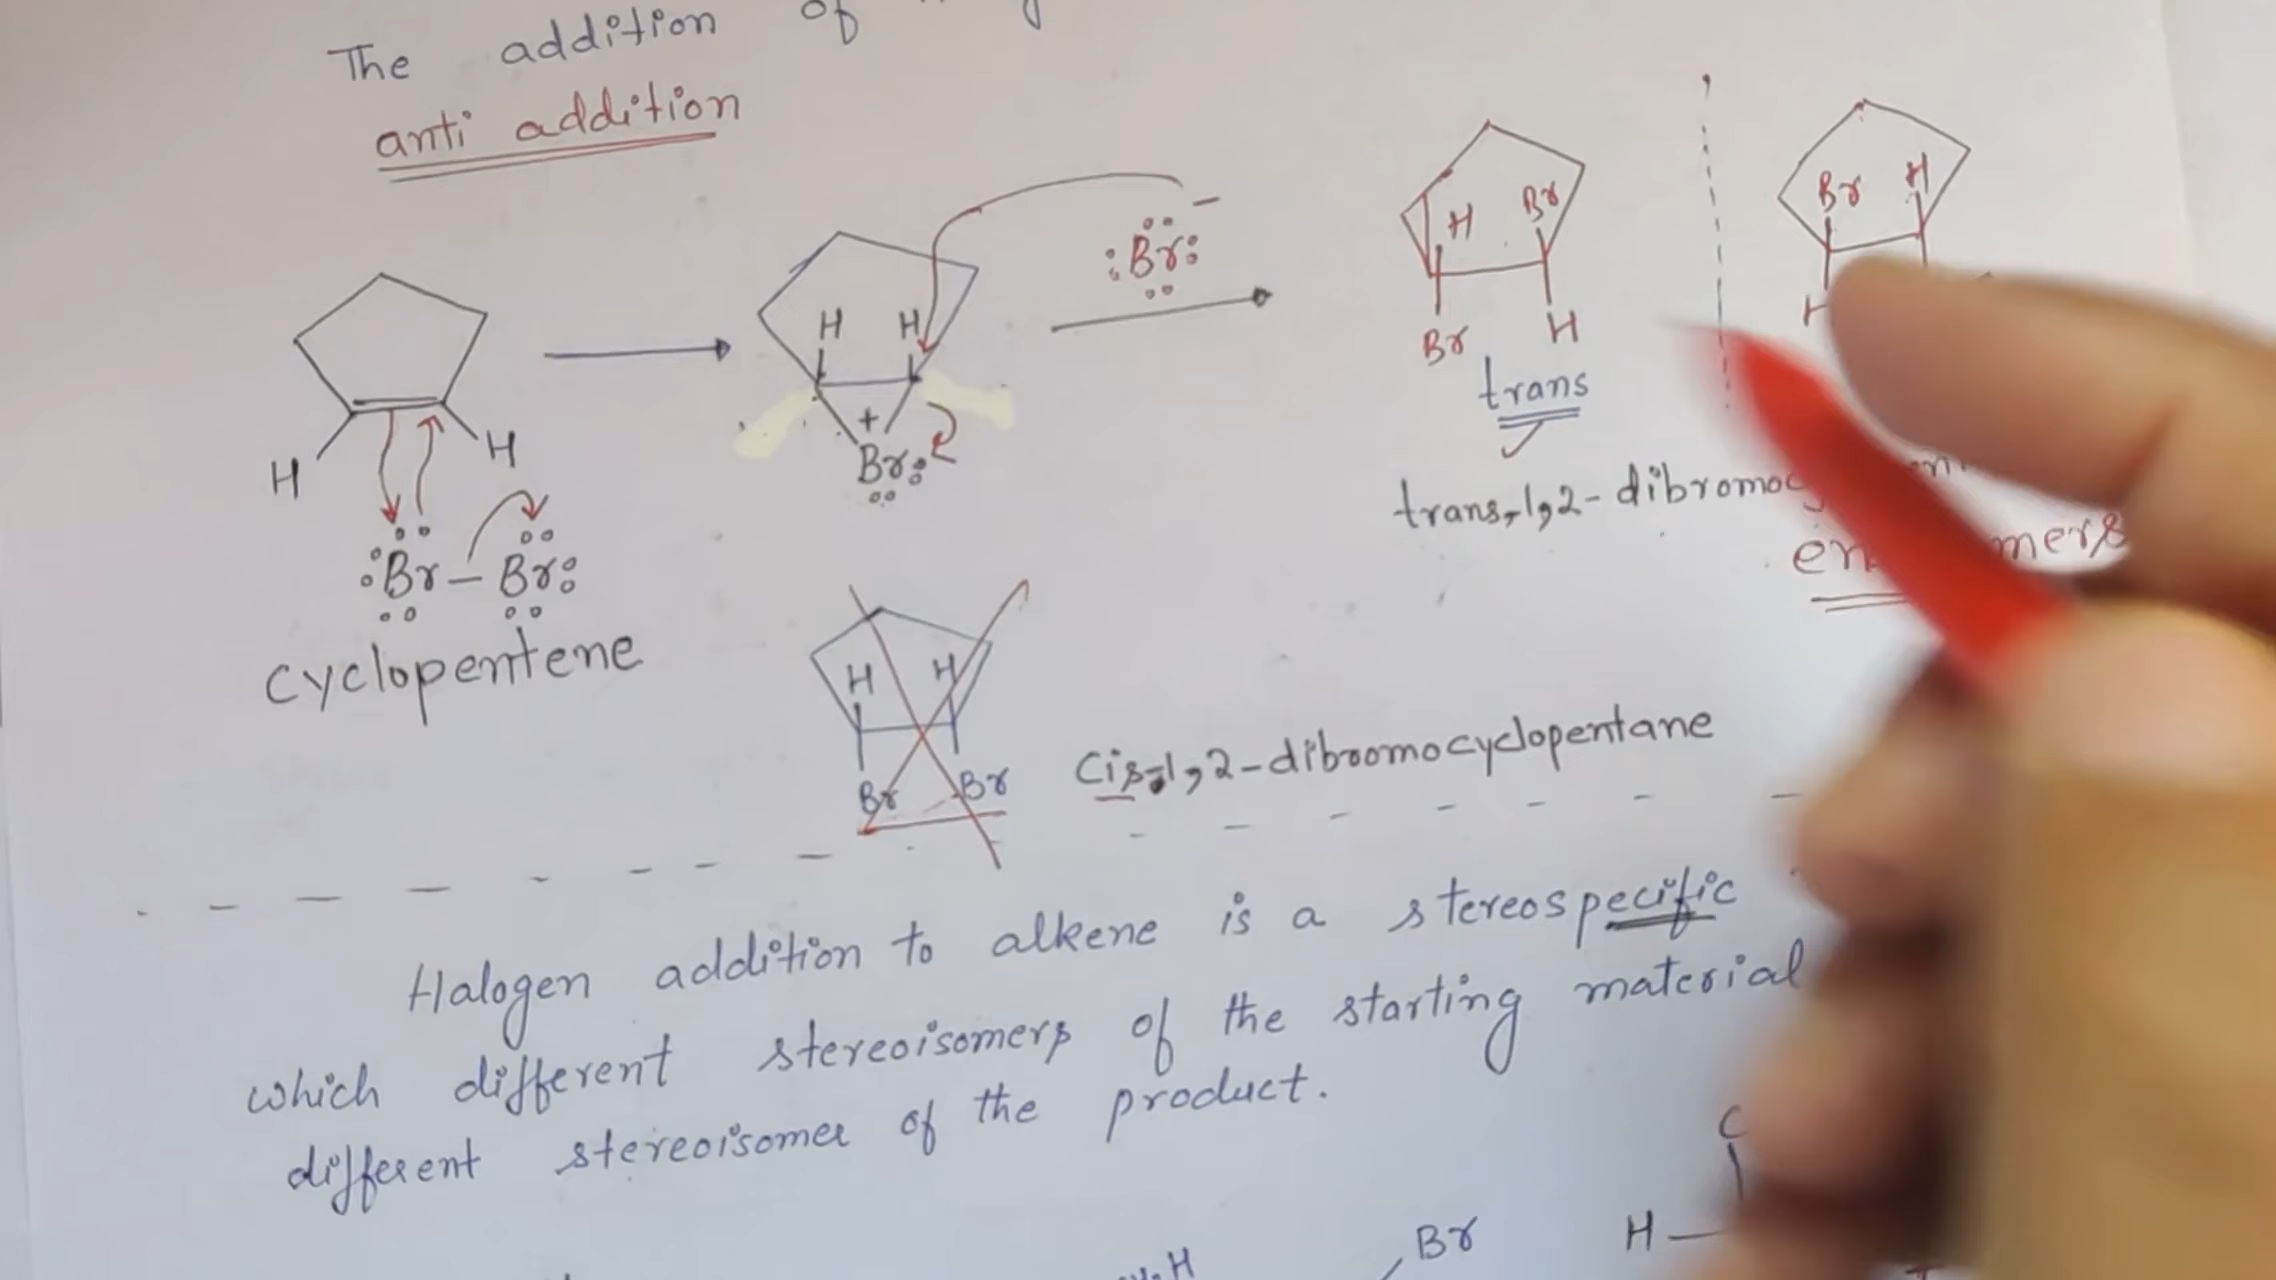 The addition of
anti addition
H Br H Br Br H
H H :Br: −
Br H H
trans
H H + Br:
:Br – Br:
trans-1,2-dibromo
cyclopentene
H H
Br Br
Cis-1,2-dibromocyclopentane
Halogen addition to alkene is a stereospecific
which different stereoisomers of the starting material
different stereoisomer of the product.
C
H
Br
H